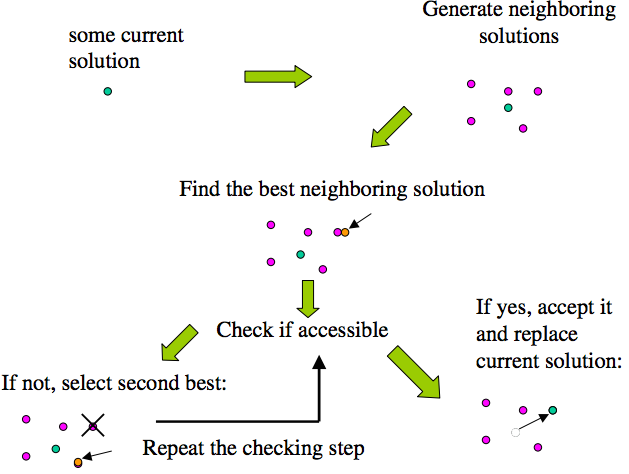 some current
solution
Generate neighboring
solutions
Find the best neighboring solution
Check if accessible
If yes, accept it
and replace
current solution:
If not, select second best:
Repeat the checking step